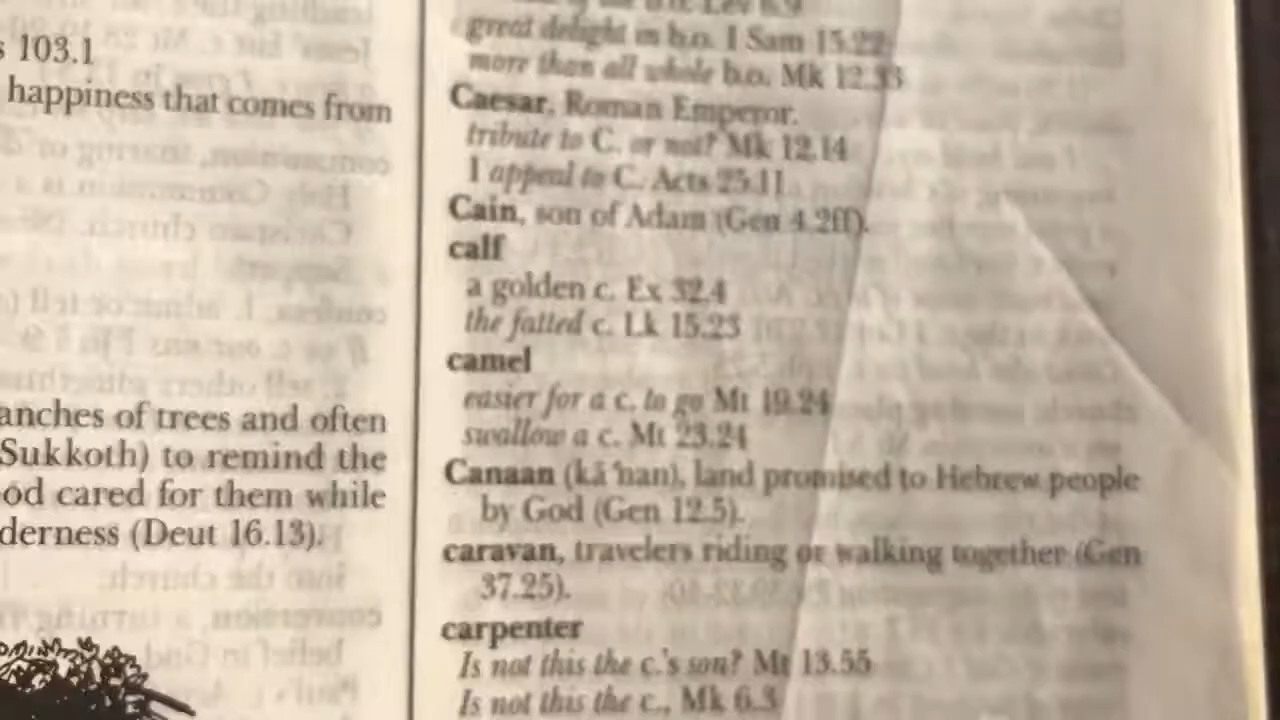 103.1
happiness that comes from
anches of trees and often
Sukkoth) to remind the
od cared for them while
derness (Deut 16.13).
great delight in b.o. I Sam 15.22
more than all whole b.o. Mk 12.33
Caesar, Roman Emperor.
tribute to C. or not? Mk 12.14
I appeal to C. Acts 25.11
Cain, son of Adam (Gen 4.2ff).
calf
a golden c. Ex 32.4
the fatted c. Lk 15.23
camel
easier for a c. to go Mt 19.24
swallow a c. Mt 23.24
Canaan (kā ′nan), land promised to Hebrew people
by God (Gen 12.5).
caravan, travelers riding or walking together (Gen
37.25).
carpenter
Is not this the c.'s son? Mt 13.55
Is not this the c., Mk 6.3